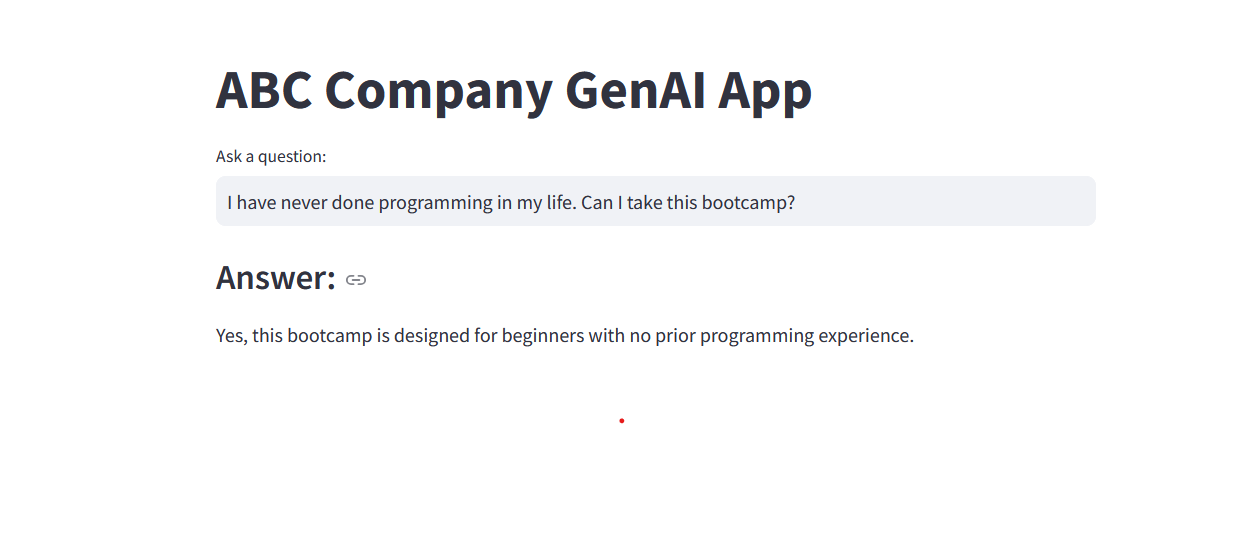 ABC Company GenAI App
Ask a question:
I have never done programming in my life. Can I take this bootcamp?
Answer:
Yes, this bootcamp is designed for beginners with no prior programming experience.